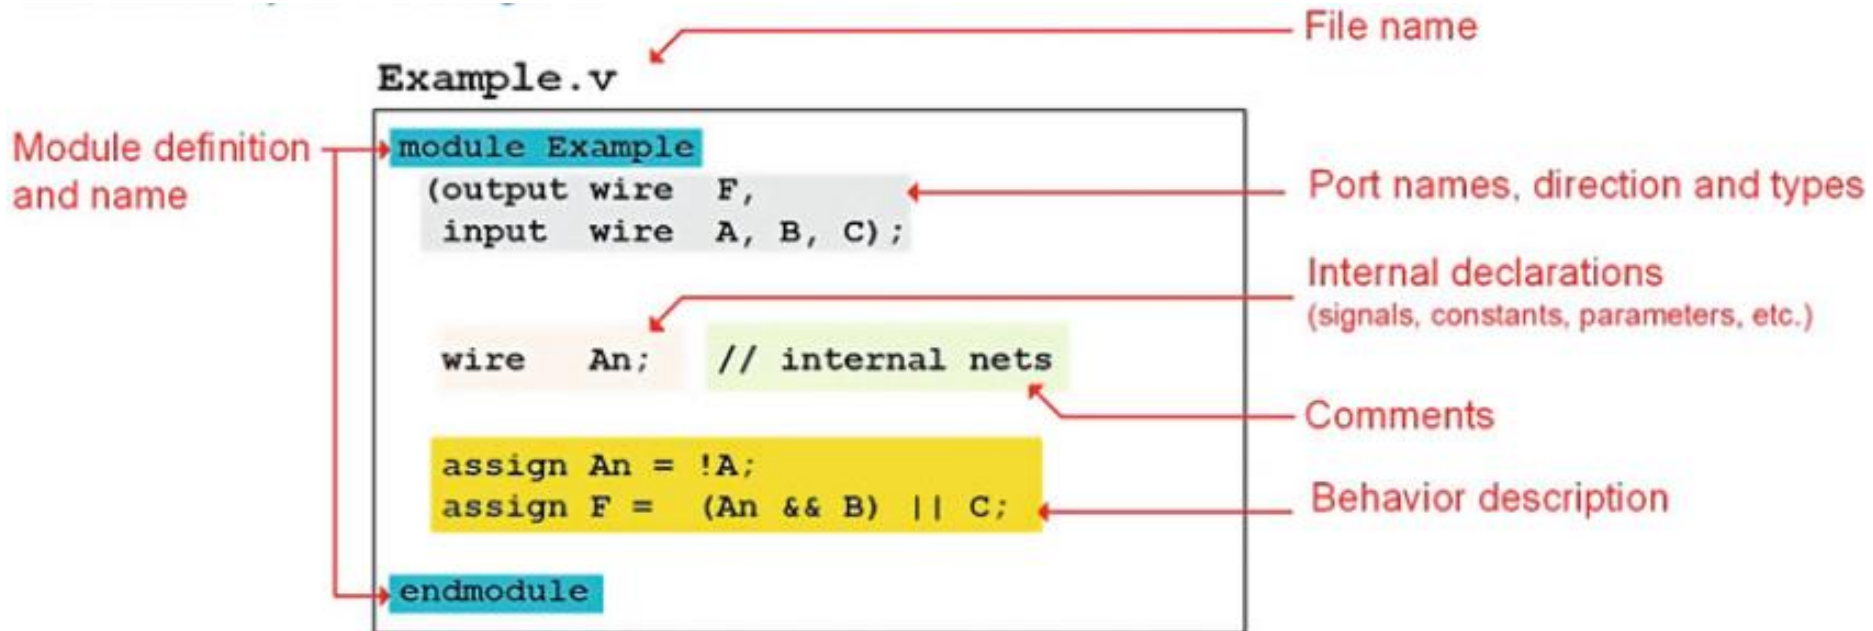 File name
Example.v
Module definition
and name
module Example
(output wire F,
input wire A, B, C);
Port names, direction and types
Internal declarations
(signals, constants, parameters, etc.)
wire An; // internal nets
Comments
assign An = !A;
assign F = (An && B) || C;
Behavior description
endmodule